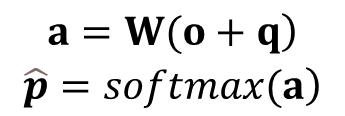 a = W(o + q)
p̂ = softmax(a)